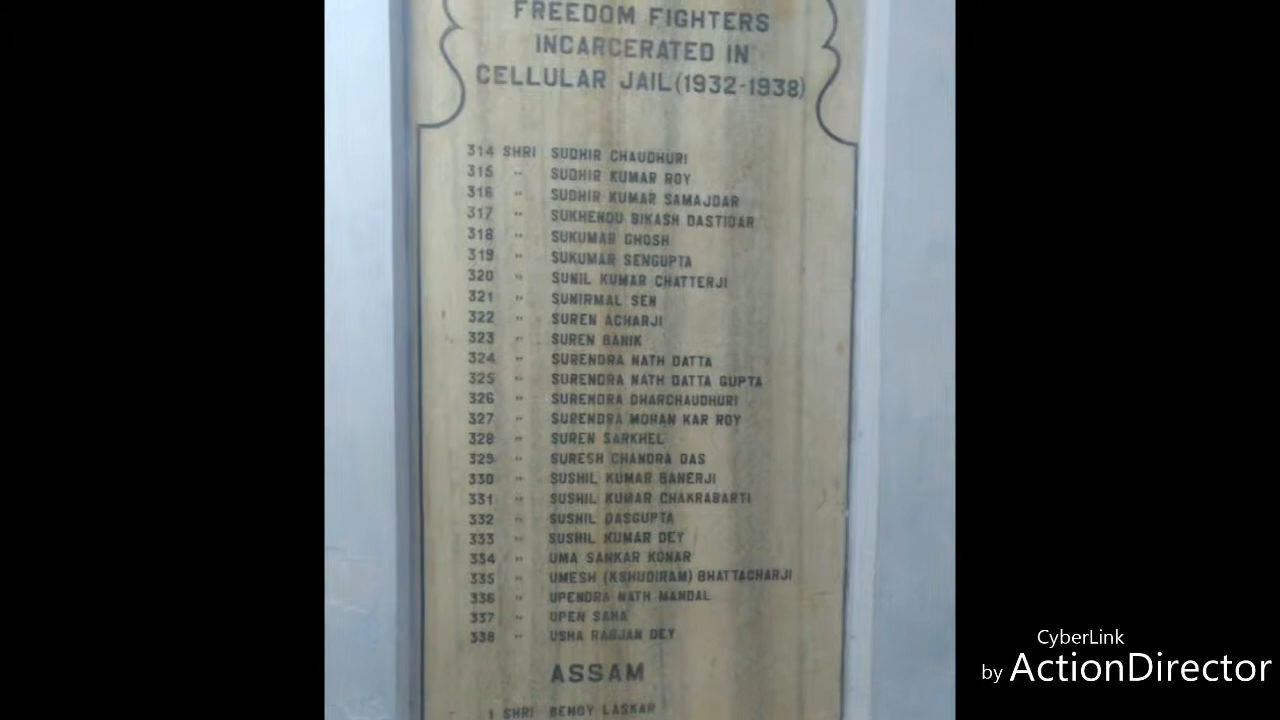 FREEDOM FIGHTERS
INCARCERATED IN
CELLULAR JAIL (1932-1938)
314 SHRI SUDHIR CHAUDHURI
315 " SUDHIR KUMAR ROY
316 " SUDHIR KUMAR SAMAJDAR
317 " SUKHENDU BIKASH DASTIDAR
318 " SUKUMAR GHOSH
319 " SUKUMAR SENGUPTA
320 " SUNIL KUMAR CHATTERJI
321 " SUNIRMAL SEN
322 " SUREN ACHARJI
323 " SUREN BANIK
324 " SURENDRA NATH DATTA
325 " SURENDRA NATH DATTA GUPTA
326 " SURENDRA DHARCHAUDHURI
327 " SURENDRA MOHAN KAR ROY
328 " SUREN SARKHEL
329 " SURESH CHANDRA DAS
330 " SUSHIL KUMAR BANERJI
331 " SUSHIL KUMAR CHAKRABARTI
332 " SUSHIL DASGUPTA
333 " SUSHIL KUMAR DEY
334 " UMA SANKAR KONAR
335 " UMESH (KSHUDIRAM) BHATTACHARJI
336 " UPENDRA NATH MANDAL
337 " UPEN SAHA
338 " USHA RANJAN DEY
ASSAM
1 SHRI BENOY LASKAR
CyberLink
by ActionDirector